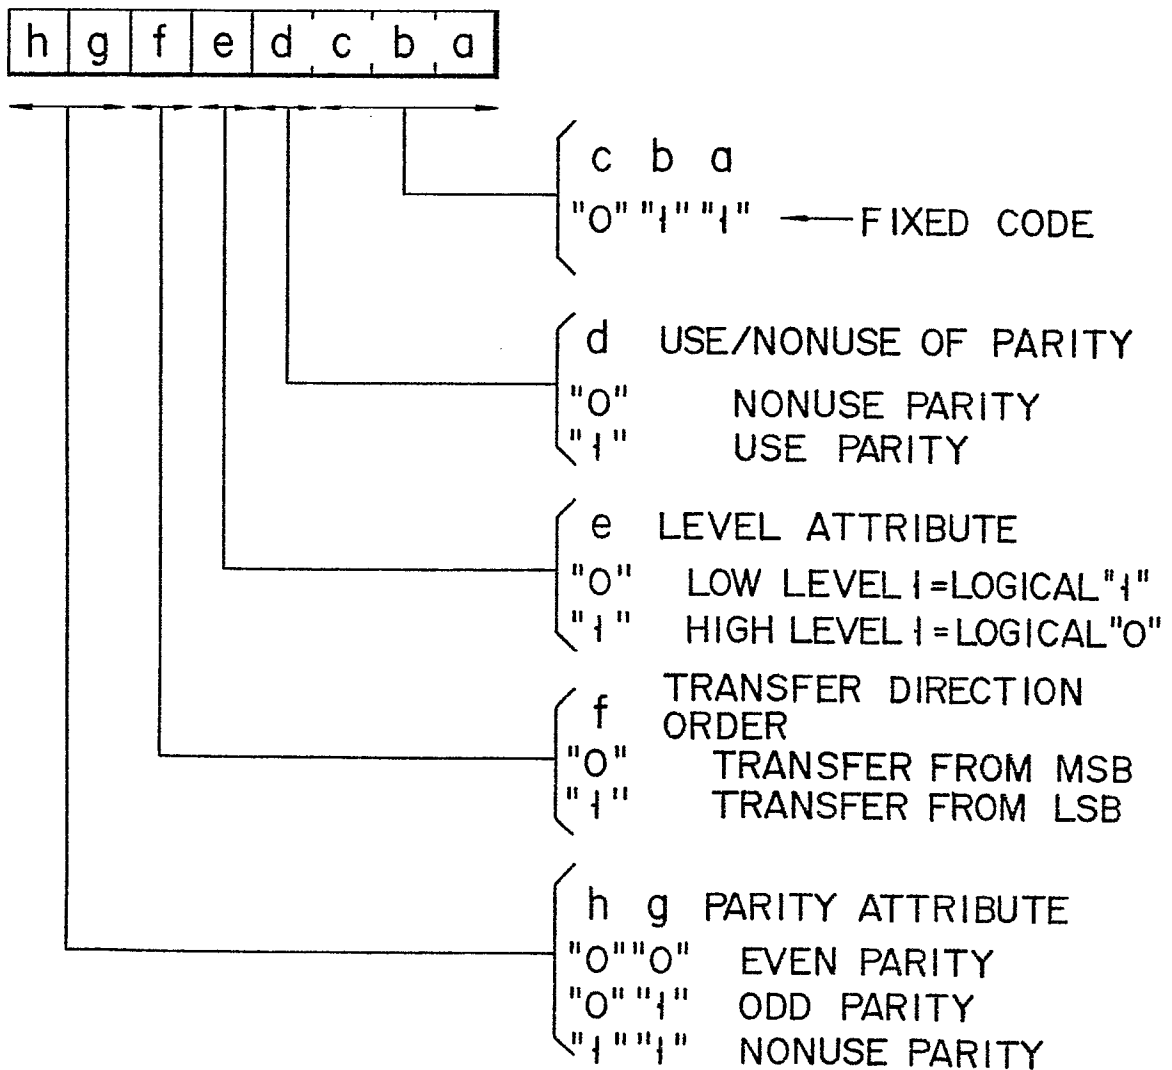 h g f e d c b a
c b a
"0" "1" "1" ← FIXED CODE
d USE/NONUSE OF PARITY
"0" NONUSE PARITY
"1" USE PARITY
e LEVEL ATTRIBUTE
"0" LOW LEVEL 1=LOGICAL "1"
"1" HIGH LEVEL 1=LOGICAL "0"
f TRANSFER DIRECTION
ORDER
"0" TRANSFER FROM MSB
"1" TRANSFER FROM LSB
h g PARITY ATTRIBUTE
"0" "0" EVEN PARITY
"0" "1" ODD PARITY
"1" "1" NONUSE PARITY